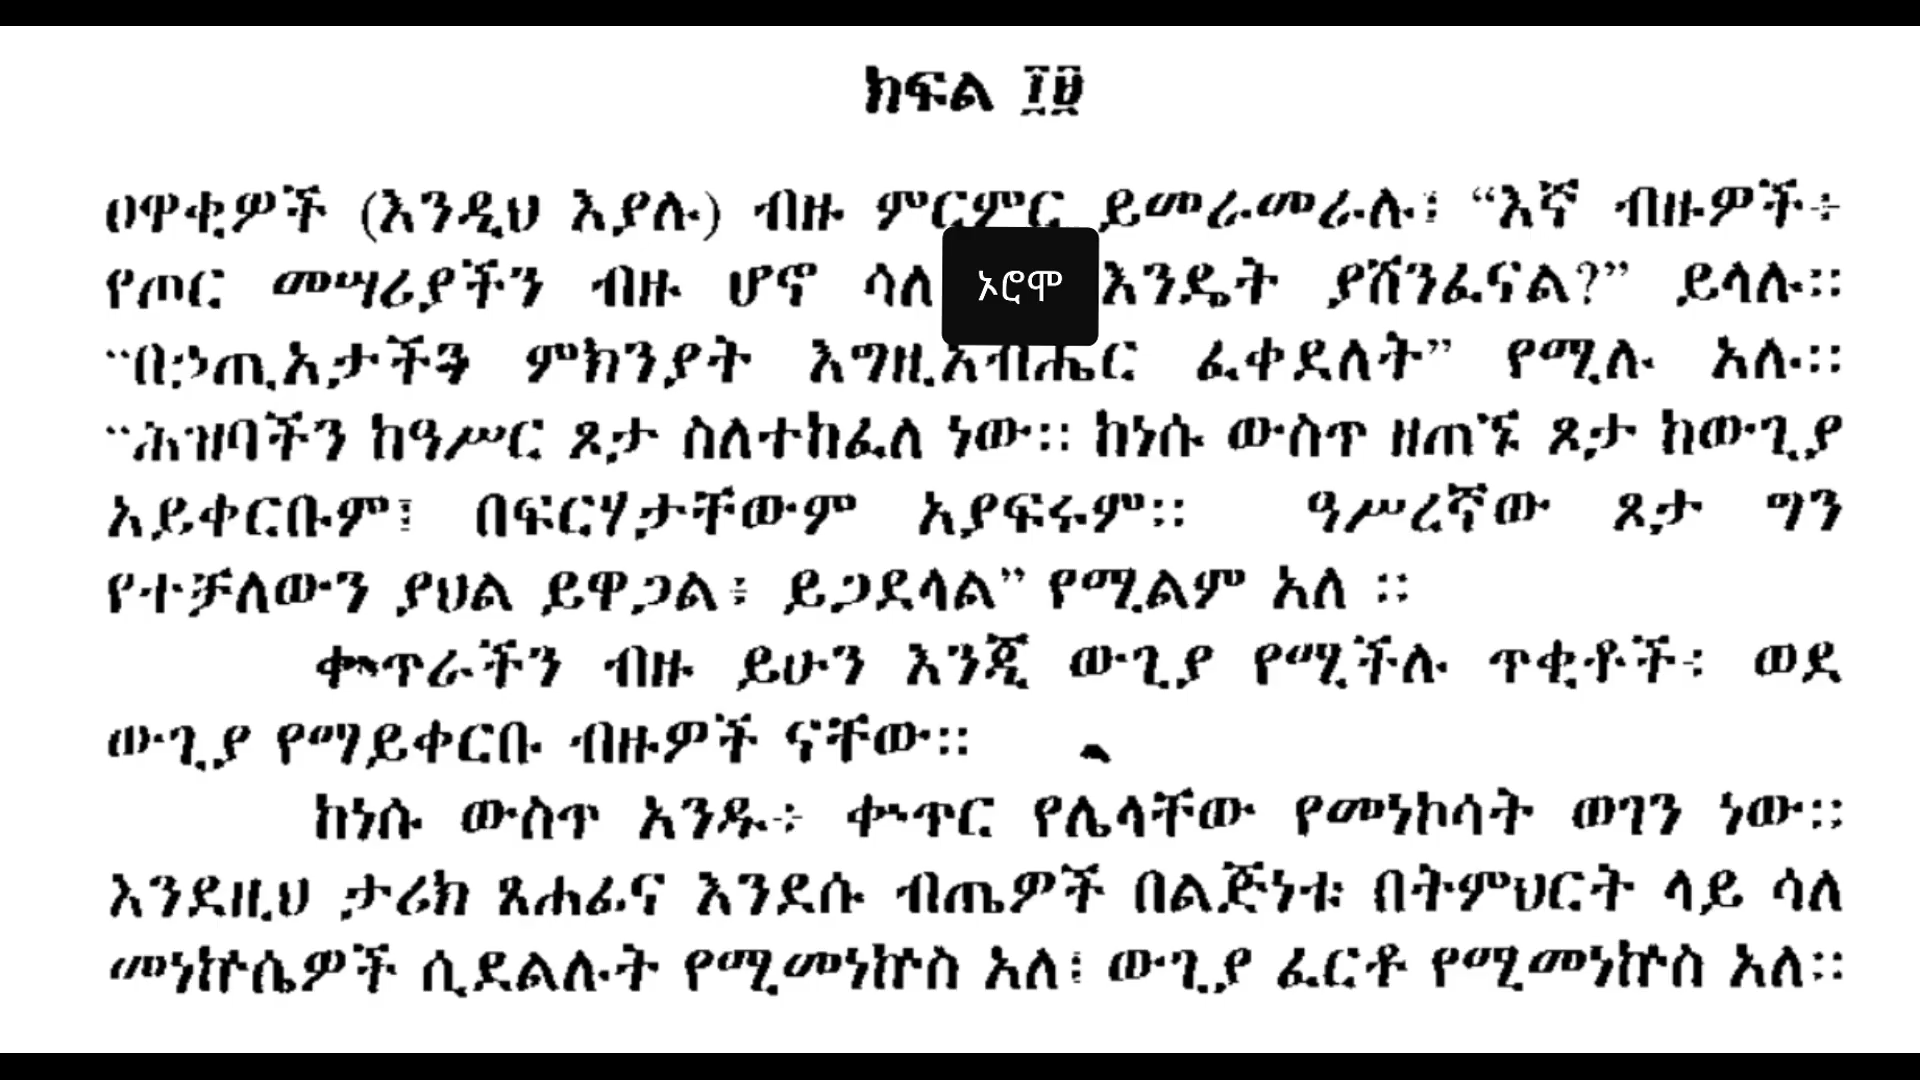 ክፍል ፲፱
ዐዋቂዎች (እንዲህ እያሉ) ብዙ ምርምር ይመራመራሉ፤ “እኛ ብዙዎች፥
የጦር መሣሪያችን ብዙ ሆኖ ሳለ ኦሮሞ እንዴት ያሸንፈናል?” ይላሉ፡፡
“በኃጢአታችን ምክንያት እግዚአብሔር ፈቀደለት” የሚሉ አሉ፡፡
“ሕዝባችን ከዓሥር ጾታ ስለተከፈለ ነው፡፡ ከነሱ ውስጥ ዘጠኙ ጾታ ከውጊያ
አይቀርቡም፤ በፍርሃታቸውም አያፍሩም፡፡ ዓሥረኛው ጾታ ግን
የተቻለውን ያህል ይዋጋል፥ ይጋደላል” የሚልም አለ ፡፡
ቍጥራችን ብዙ ይሁን እንጂ ውጊያ የሚችሉ ጥቂቶች፥ ወደ
ውጊያ የማይቀርቡ ብዙዎች ናቸው፡፡
ከነሱ ውስጥ አንዱ፥ ቍጥር የሌላቸው የመነኮሳት ወገን ነው፡፡
እንደዚህ ታሪክ ጸሐፊና እንደሱ ብጤዎች በልጅነቱ በትምህርት ላይ ሳለ
መነኵሴዎች ሲደልሉት የሚመነኵስ አለ፤ ውጊያ ፈርቶ የሚመነኵስ አለ፡፡